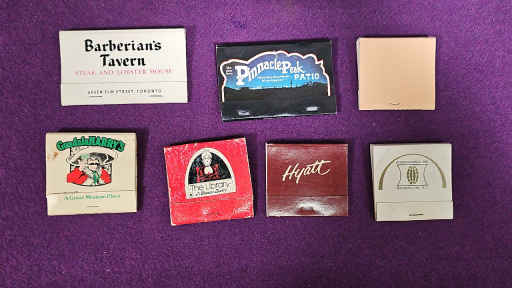 Barberian's
Tavern
STEAK AND LOBSTER HOUSE
SEVEN ELM STREET, TORONTO
Pinnacle Peak
PATIO
Guadala HARRY'S
A Great Mexican Place
The Library
Hyatt